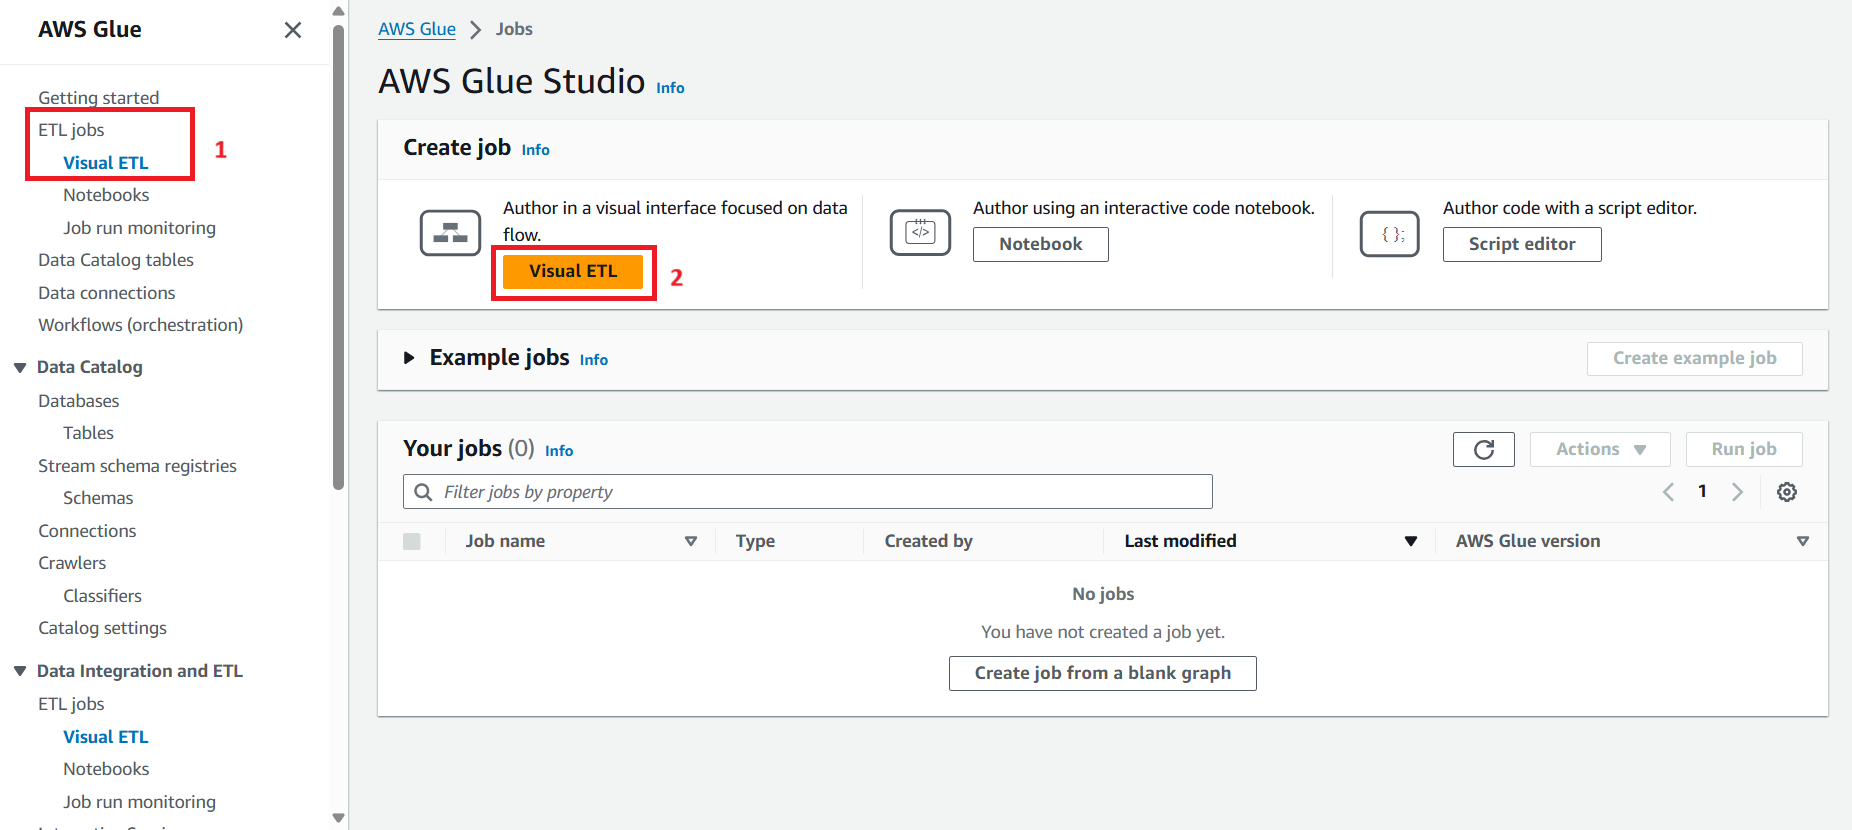 AWS Glue
Getting started
ETL jobs
Visual ETL
1
Notebooks
Job run monitoring
Data Catalog tables
Data connections
Workflows (orchestration)
Data Catalog
Databases
Tables
Stream schema registries
Schemas
Connections
Crawlers
Classifiers
Catalog settings
Data Integration and ETL
ETL jobs
Visual ETL
Notebooks
Job run monitoring
AWS Glue > Jobs
AWS Glue Studio Info
Create job Info
Author in a visual interface focused on data
flow.
Visual ETL
2
Author using an interactive code notebook.
Notebook
Author code with a script editor.
Script editor
Example jobs Info
Create example job
Your jobs (0) Info
Actions
Run job
Filter jobs by property
1
Job name Type Created by Last modified AWS Glue version
No jobs
You have not created a job yet.
Create job from a blank graph